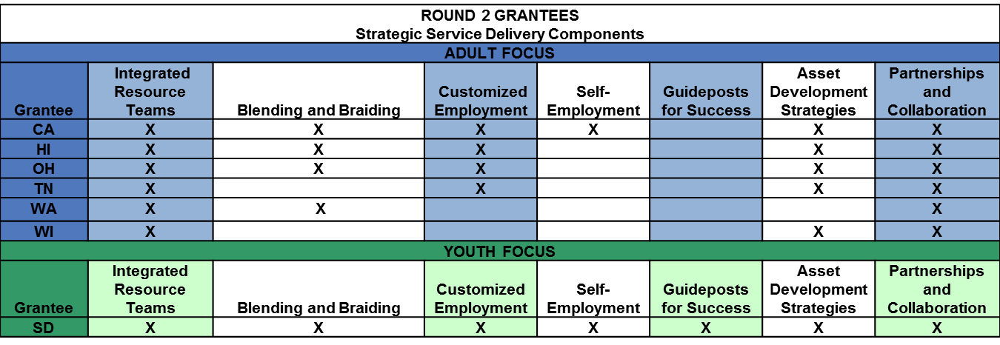 ROUND 2 GRANTEES
Strategic Service Delivery Components
ADULT FOCUS
Grantee Integrated Resource Teams Blending and Braiding Customized Employment Self-Employment Guideposts for Success Asset Development Strategies Partnerships and Collaboration
CA X X X X X X
HI X X X X X
OH X X X X X
TN X X X X
WA X X X
WI X X X
YOUTH FOCUS
Grantee Integrated Resource Teams Blending and Braiding Customized Employment Self-Employment Guideposts for Success Asset Development Strategies Partnerships and Collaboration
SD X X X X X X X